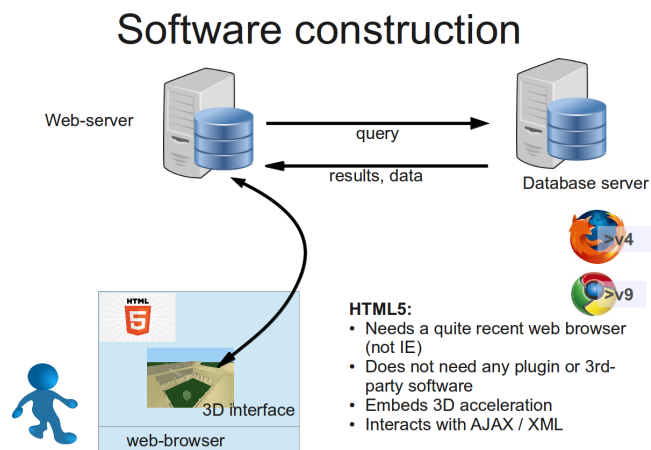 Software construction
Web-server
query
results, data
Database server
>v4
>v9
HTML
5
3D interface
web-browser
HTML5:
• Needs a quite recent web browser
(not IE)
• Does not need any plugin or 3rd-
party software
• Embeds 3D acceleration
• Interacts with AJAX / XML